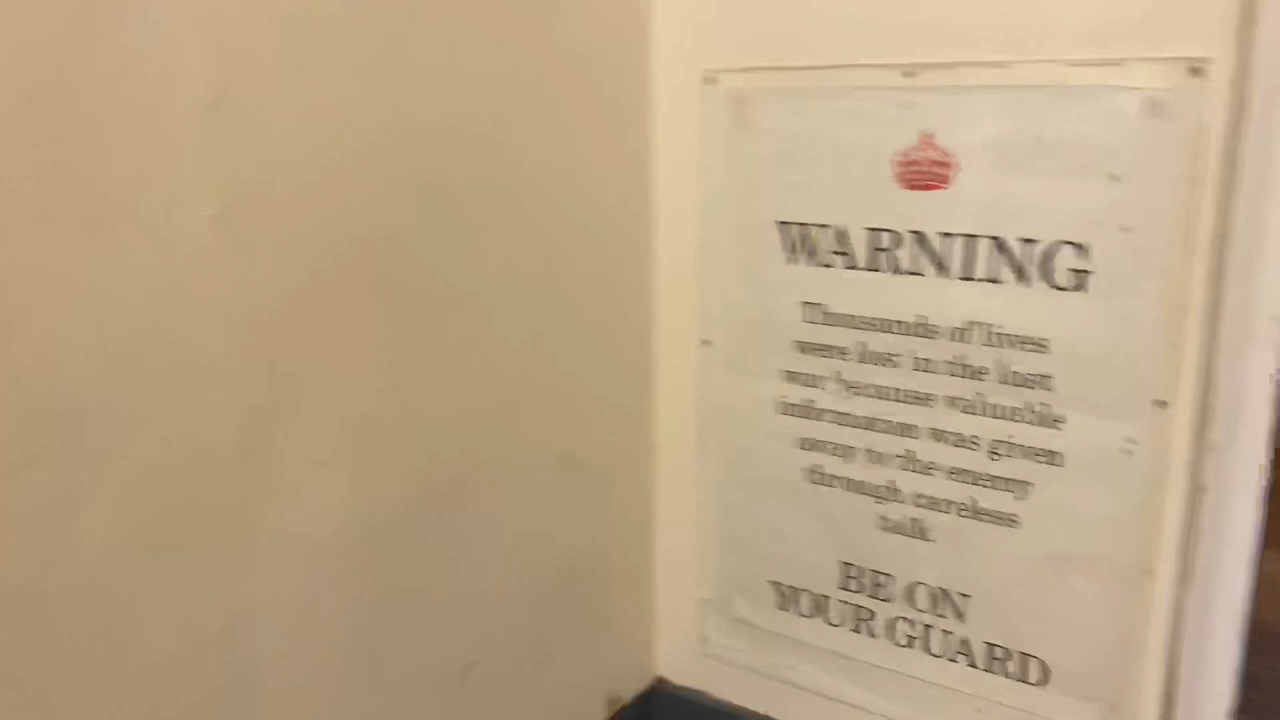 WARNING
Thousands of lives
were lost in the last
war because valuable
information was given
away to the enemy
through careless
talk.
BE ON
YOUR GUARD